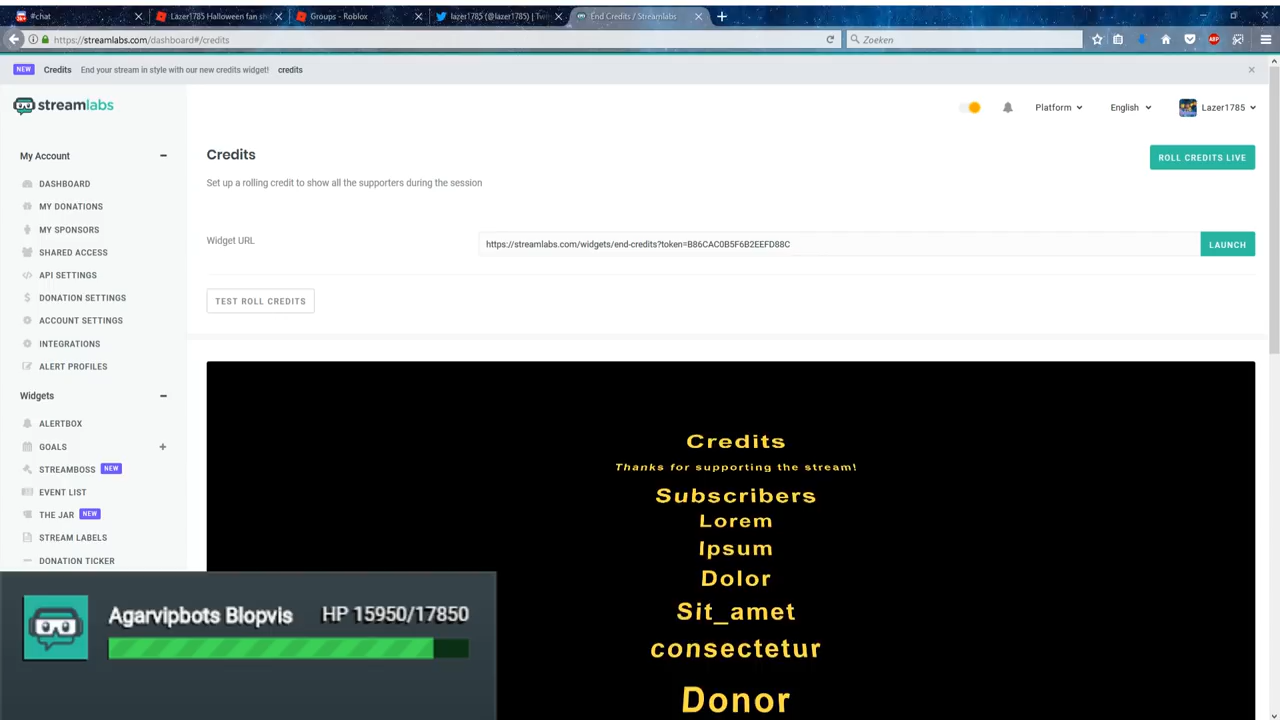 #chat
Lazer1785 Halloween fan sh
Groups - Roblox
lazer1785 (@lazer1785) | Twi
End Credits / Streamlabs
https://streamlabs.com/dashboard#/credits
Zoeken
ABP
NEW Credits End your stream in style with our new credits widget! credits
streamlabs
Platform English Lazer1785
My Account
DASHBOARD
MY DONATIONS
MY SPONSORS
SHARED ACCESS
API SETTINGS
DONATION SETTINGS
ACCOUNT SETTINGS
INTEGRATIONS
ALERT PROFILES
Widgets
ALERTBOX
GOALS
STREAMBOSS NEW
EVENT LIST
THE JAR NEW
STREAM LABELS
DONATION TICKER
Credits
ROLL CREDITS LIVE
Set up a rolling credit to show all the supporters during the session
Widget URL
https://streamlabs.com/widgets/end-credits?token=B86CAC0B5F6B2EEFD88C
LAUNCH
TEST ROLL CREDITS
Credits
Thanks for supporting the stream!
Subscribers
Lorem
Ipsum
Dolor
Sit_amet
consectetur
Donor
Agarvipbots Blopvis HP 15950/17850